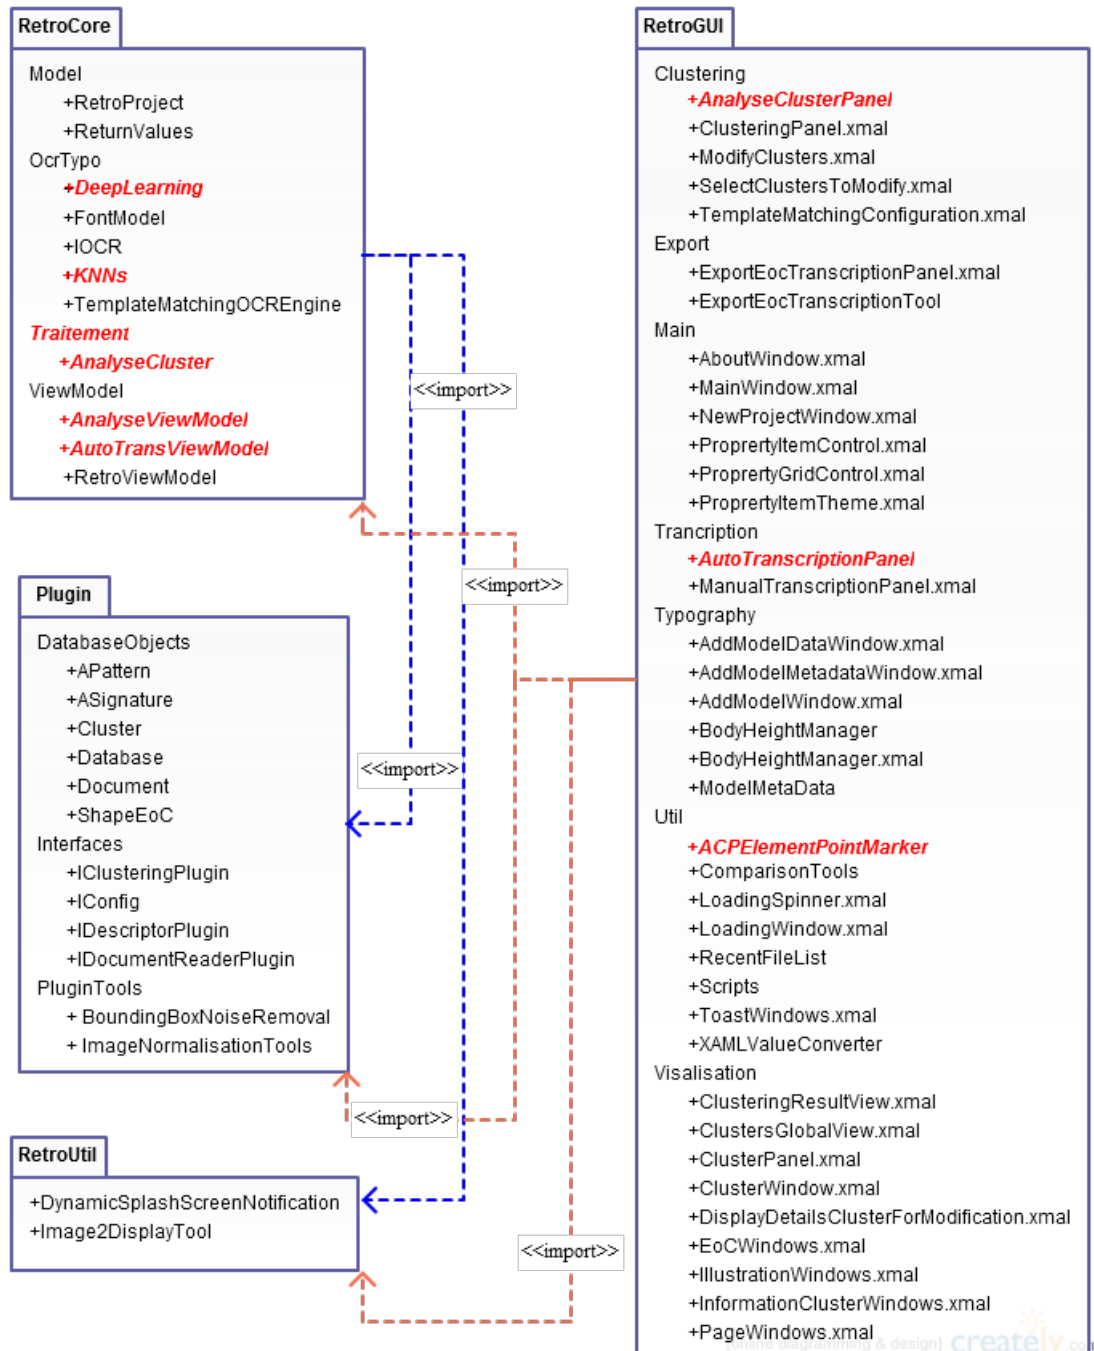 RetroCore
Model
+RetroProject
+ReturnValues
OcrTypo
+DeepLearning
+FontModel
+IOCR
+KNNs
+TemplateMatchingOCREngine
Traitement
+AnalyseCluster
ViewModel
+AnalyseViewModel
+AutoTransViewModel
+RetroViewModel
<<import>>
<<import>>
Plugin
DatabaseObjects
+APattern
+ASignature
+Cluster
+Database
+Document
+ShapeEoC
Interfaces
+IClusteringPlugin
+IConfig
+IDescriptorPlugin
+IDocumentReaderPlugin
PluginTools
+ BoundingBoxNoiseRemoval
+ ImageNormalisationTools
<<import>>
<<import>>
RetroUtil
+DynamicSplashScreenNotification
+Image2DisplayTool
<<import>>
RetroGUI
Clustering
+AnalyseClusterPanel
+ClusteringPanel.xmal
+ModifyClusters.xmal
+SelectClustersToModify.xmal
+TemplateMatchingConfiguration.xmal
Export
+ExportEocTranscriptionPanel.xmal
+ExportEocTranscriptionTool
Main
+AboutWindow.xmal
+MainWindow.xmal
+NewProjectWindow.xmal
+ProprertyItemControl.xmal
+ProprertyGridControl.xmal
+ProprertyItemTheme.xmal
Trancription
+AutoTranscriptionPanel
+ManualTranscriptionPanel.xmal
Typography
+AddModelDataWindow.xmal
+AddModelMetadataWindow.xmal
+AddModelWindow.xmal
+BodyHeightManager
+BodyHeightManager.xmal
+ModelMetaData
Util
+ACPElementPointMarker
+ComparisonTools
+LoadingSpinner.xmal
+LoadingWindow.xmal
+RecentFileList
+Scripts
+ToastWindows.xmal
+XAMLValueConverter
Visalisation
+ClusteringResultView.xmal
+ClustersGlobalView.xmal
+ClusterPanel.xmal
+ClusterWindow.xmal
+DisplayDetailsClusterForModification.xmal
+EoCWindows.xmal
+IllustrationWindows.xmal
+InformationClusterWindows.xmal
+PageWindows.xmal
[online diagramming & design] creately.com